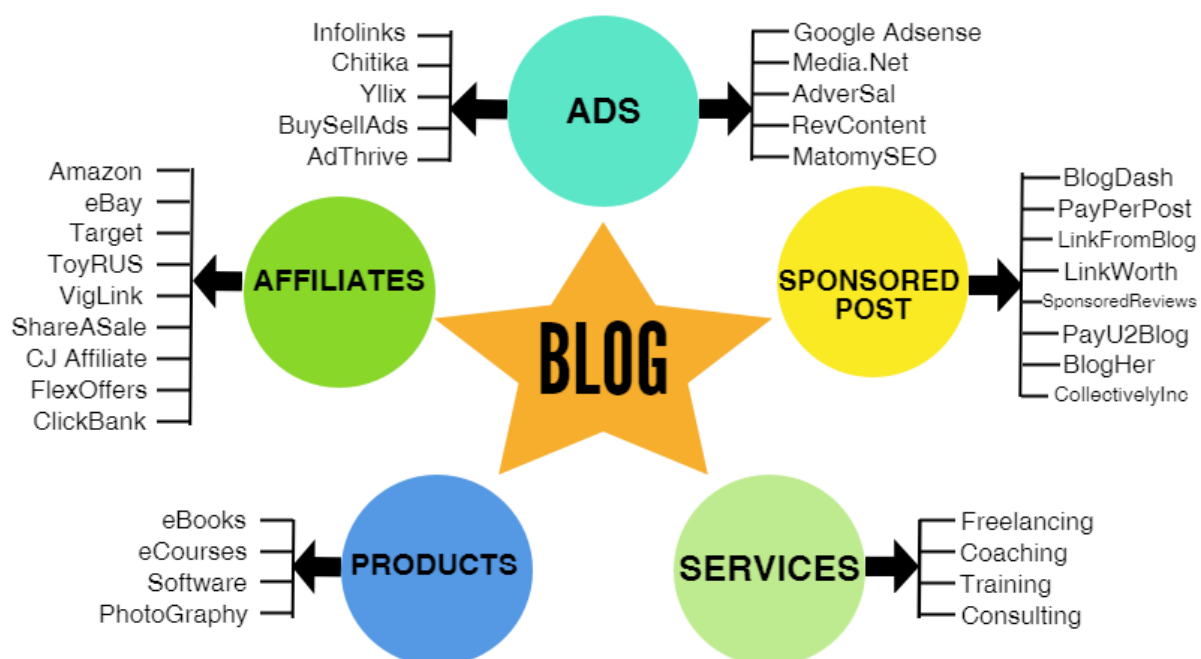 Infolinks
Chitika
Yllix
BuySellAds
AdThrive
ADS
Google Adsense
Media.Net
AdverSal
RevContent
MatomySEO
Amazon
eBay
Target
ToyRUS
VigLink
ShareASale
CJ Affiliate
FlexOffers
ClickBank
AFFILIATES
BLOG
SPONSORED
POST
BlogDash
PayPerPost
LinkFromBlog
LinkWorth
SponsoredReviews
PayU2Blog
BlogHer
CollectivelyInc
eBooks
eCourses
Software
PhotoGraphy
PRODUCTS
SERVICES
Freelancing
Coaching
Training
Consulting